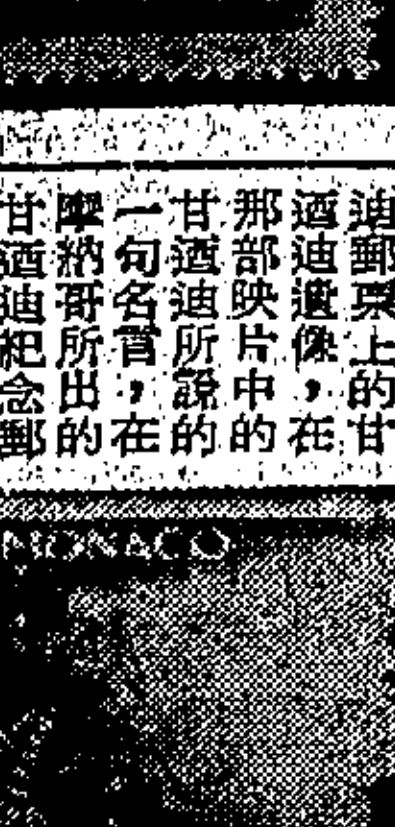 迪郵票上的甘
迺迪遺像，在
那部映片中的
甘迺迪所說的
一句名言，在
摩納哥所出的
甘迺迪紀念郵
MONACO